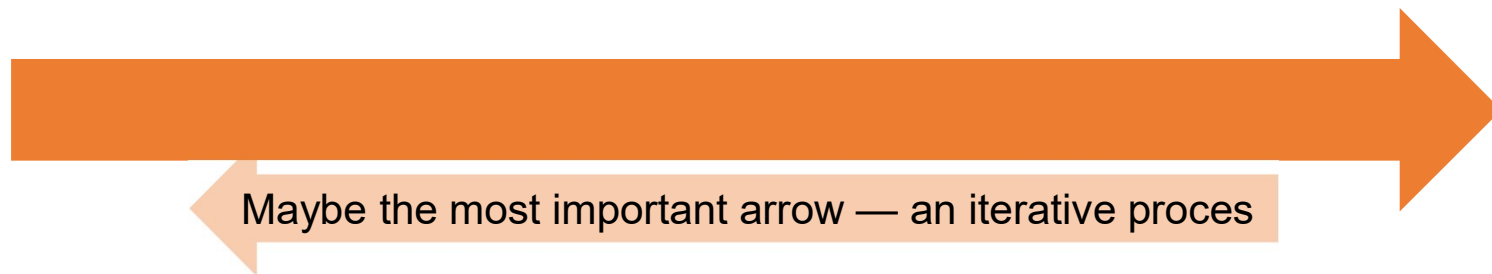 Maybe the most important arrow — an iterative proces